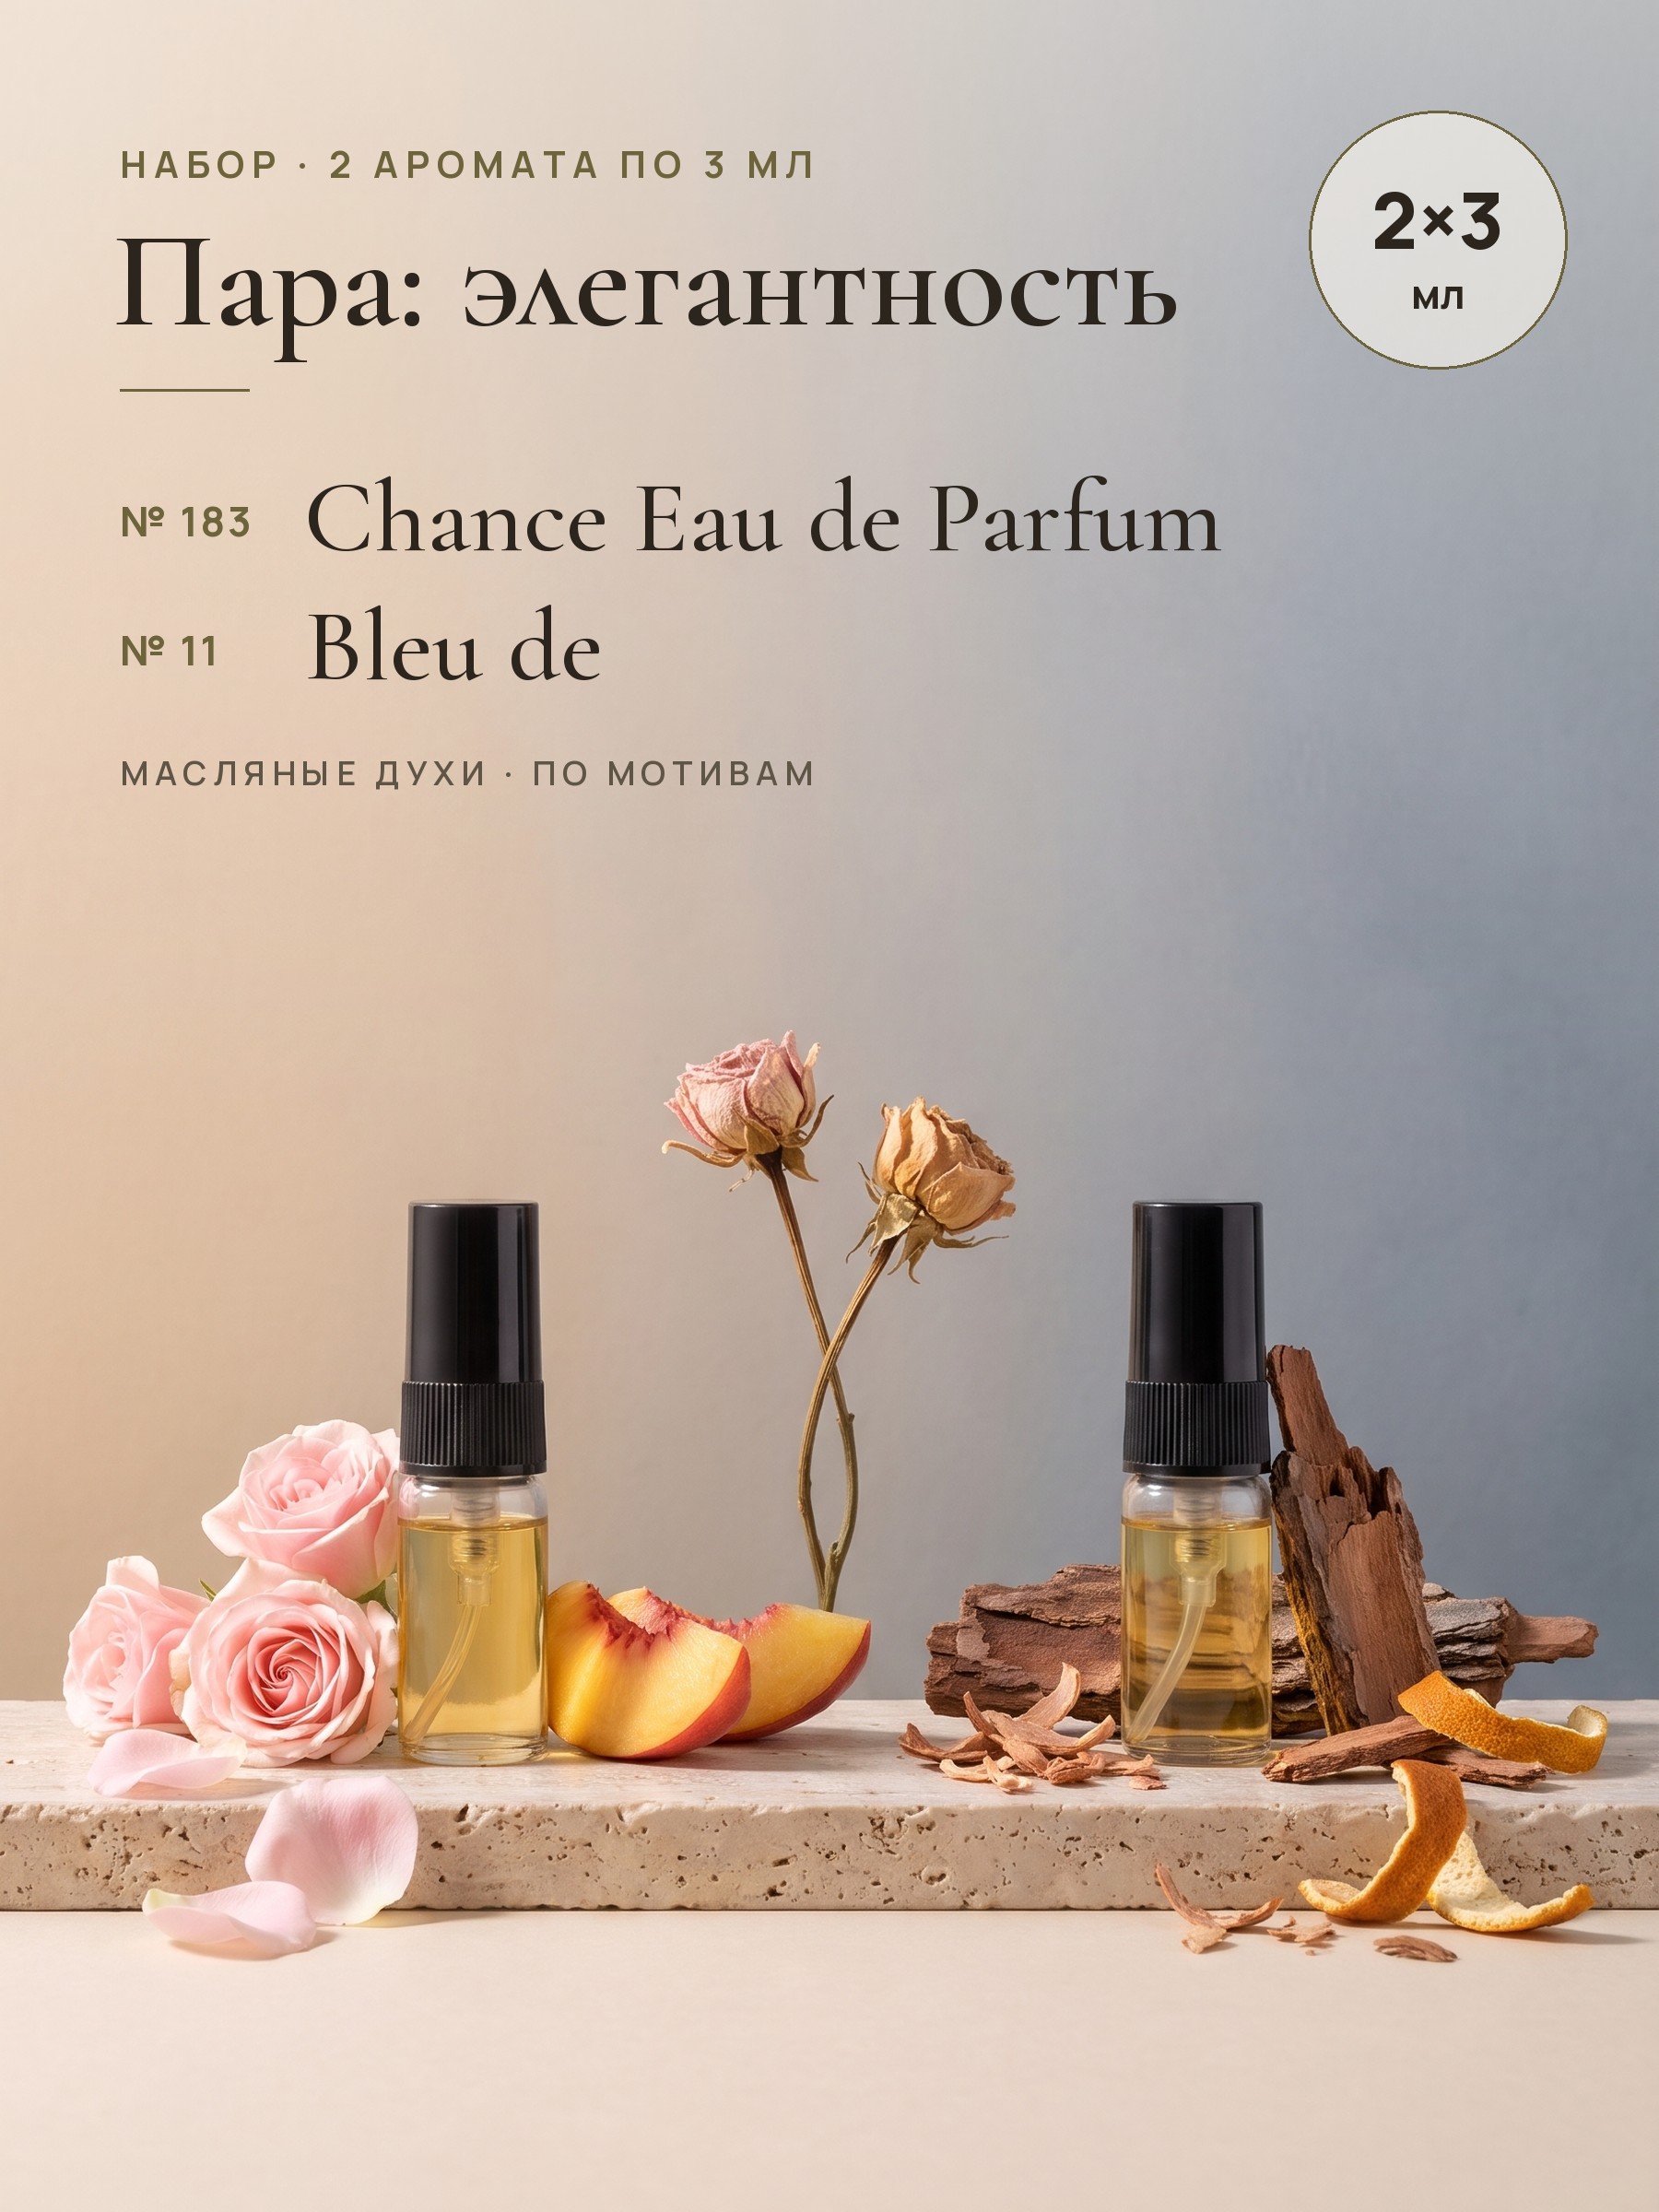 НАБОР · 2 АРОМАТА ПО 3 МЛ
Пара: элегантность
2×3
мл
№ 183 Chance Eau de Parfum
№ 11 Bleu de
МАСЛЯНЫЕ ДУХИ · ПО МОТИВАМ